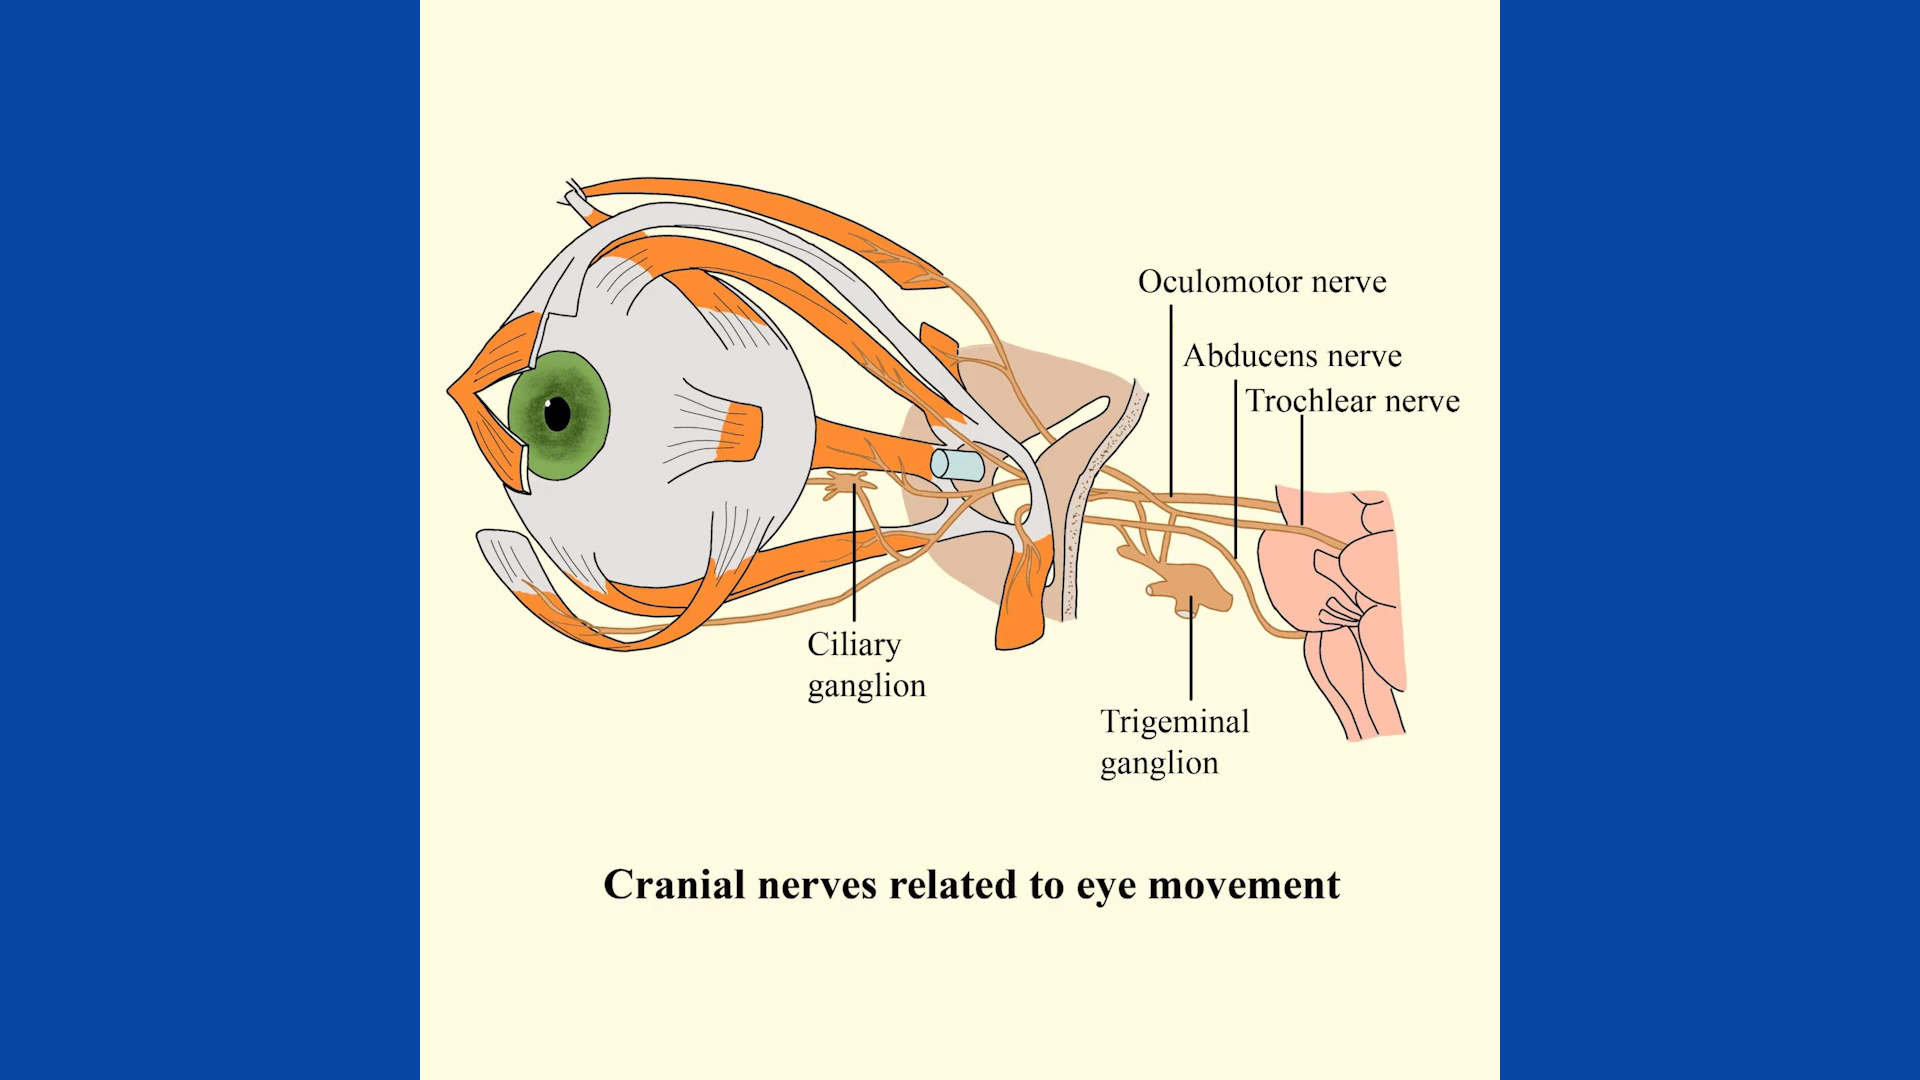 Oculomotor nerve
Abducens nerve
Trochlear nerve
Ciliary
ganglion
Trigeminal
ganglion
Cranial nerves related to eye movement